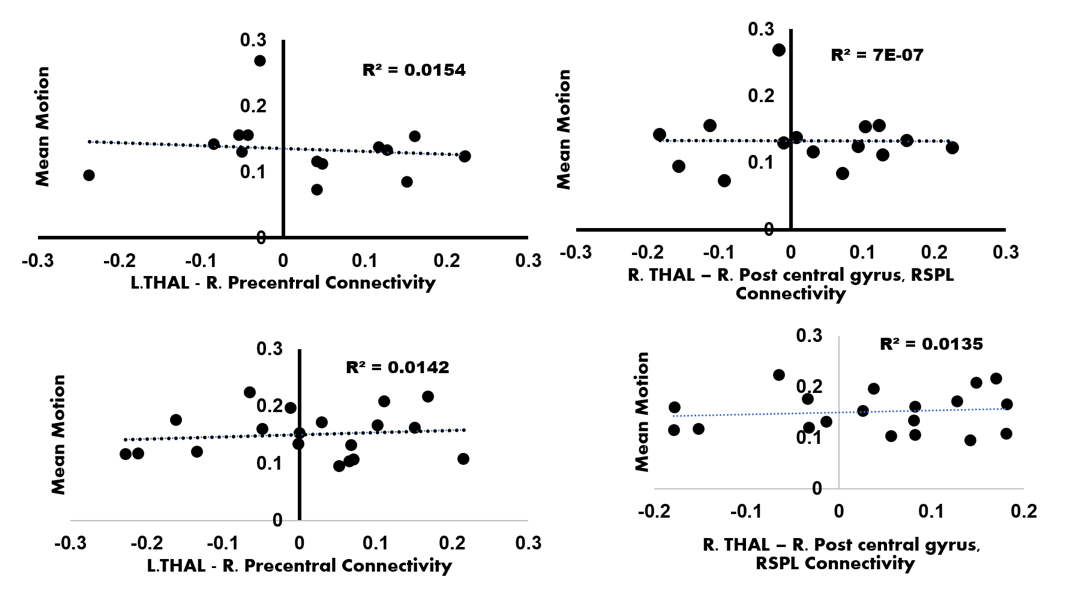 0.3
R² = 0.0154
Mean Motion
0.2
0.1
0
-0.3 -0.2 -0.1 0 0.1 0.2 0.3
L.THAL - R. Precentral Connectivity
0.3
R² = 7E-07
Mean Motion
0.2
0.1
0
-0.3 -0.2 -0.1 0 0.1 0.2 0.3
R. THAL – R. Post central gyrus, RSPL
Connectivity
0.3
R² = 0.0142
Mean Motion
0.2
0.1
0
-0.3 -0.2 -0.1 0 0.1 0.2 0.3
L.THAL - R. Precentral Connectivity
0.3
R² = 0.0135
Mean Motion
0.2
0.1
0
-0.2 -0.1 0 0.1 0.2
R. THAL – R. Post central gyrus,
RSPL Connectivity